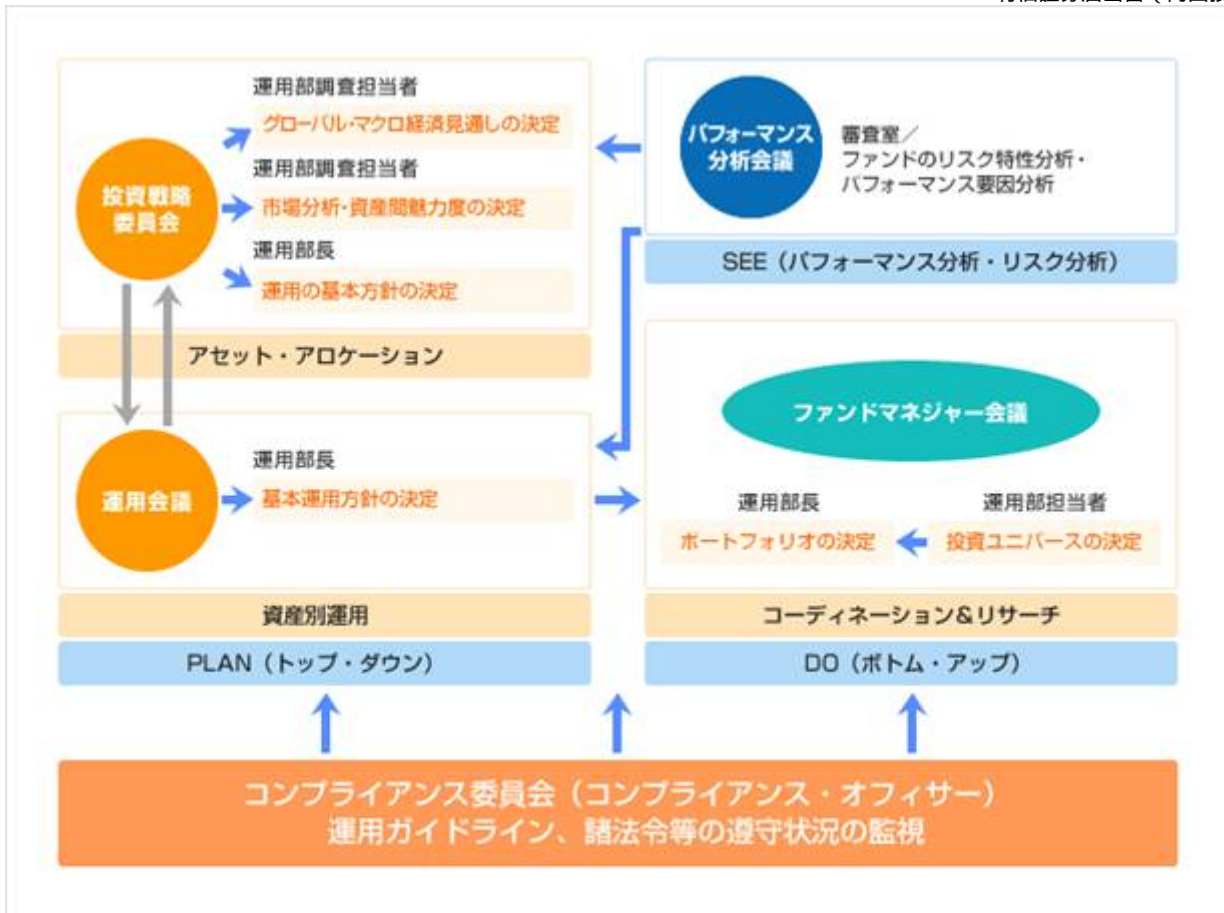 運用部調査担当者
グローバル・マクロ経済見通しの決定
投資戦略
委員会
運用部調査担当者
市場分析・資産間魅力度の決定
運用部長
運用の基本方針の決定
アセット・アロケーション
運用会議
運用部長
基本運用方針の決定
資産別運用
PLAN（トップ・ダウン）
パフォーマンス
分析会議
審査室／
ファンドのリスク特性分析・
パフォーマンス要因分析
SEE（パフォーマンス分析・リスク分析）
ファンドマネジャー会議
運用部長
ポートフォリオの決定
運用部担当者
投資ユニバースの決定
コーディネーション&リサーチ
DO（ボトム・アップ）
コンプライアンス委員会（コンプライアンス・オフィサー）
運用ガイドライン、諸法令等の遵守状況の監視